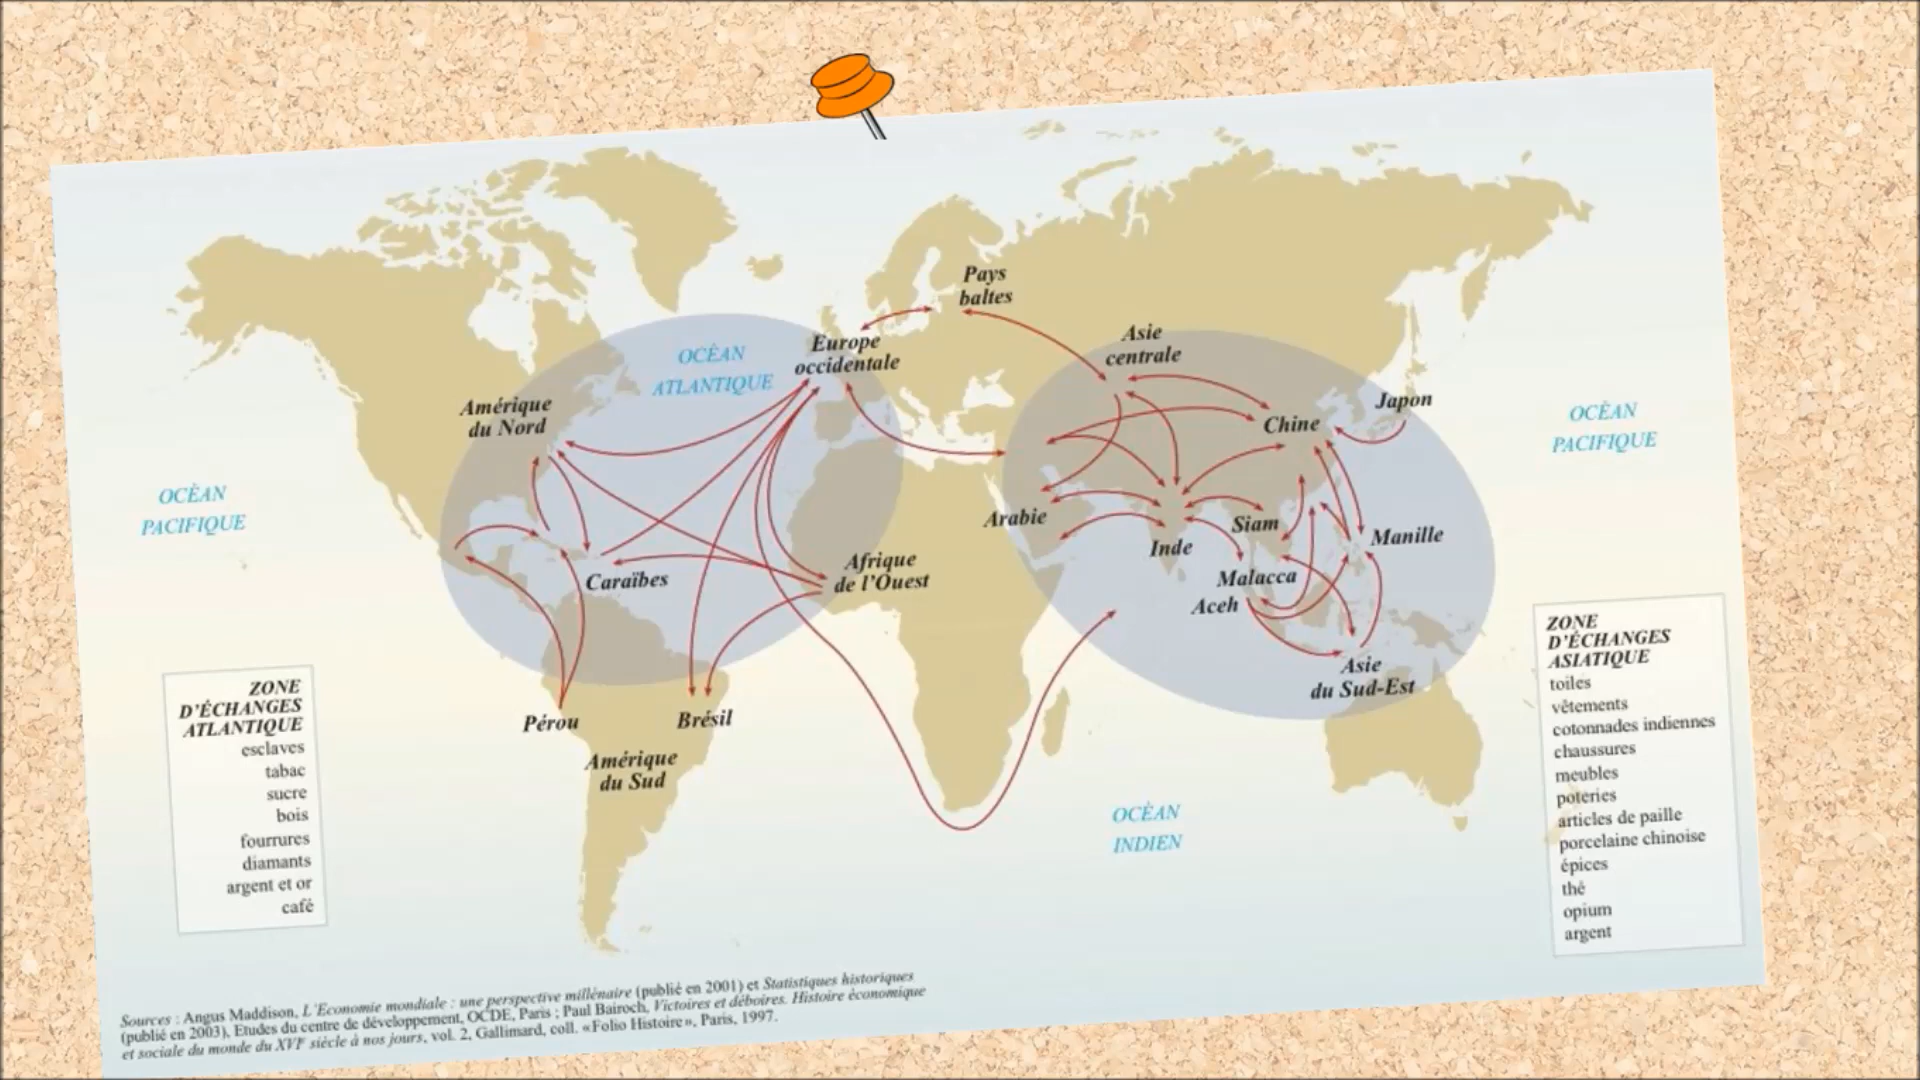 Pays
baltes
Europe
occidentale
Asie
centrale
OCÉAN
ATLANTIQUE
Amérique
du Nord
Japon
Chine
OCÉAN
PACIFIQUE
OCÉAN
PACIFIQUE
Arabie
Siam
Inde
Manille
Caraïbes
Afrique
de l'Ouest
Malacca
Aceh
Asie
du Sud-Est
Pérou
Brésil
Amérique
du Sud
OCÉAN
INDIEN
ZONE
D'ÉCHANGES
ATLANTIQUE
esclaves
tabac
sucre
bois
fourrures
diamants
argent et or
café
ZONE
D'ÉCHANGES
ASIATIQUE
toiles
vêtements
cotonnades indiennes
chaussures
meubles
poteries
articles de paille
porcelaine chinoise
épices
thé
opium
argent
Sources : Angus Maddison, L'Économie mondiale : une perspective millénaire (publié en 2001) et Statistiques historiques
(publié en 2003), Etudes du centre de développement, OCDE, Paris ; Paul Bairoch, Victoires et déboires. Histoire économique
et sociale du monde du XVIe siècle à nos jours, vol. 2, Gallimard, coll. «Folio Histoire», Paris, 1997.